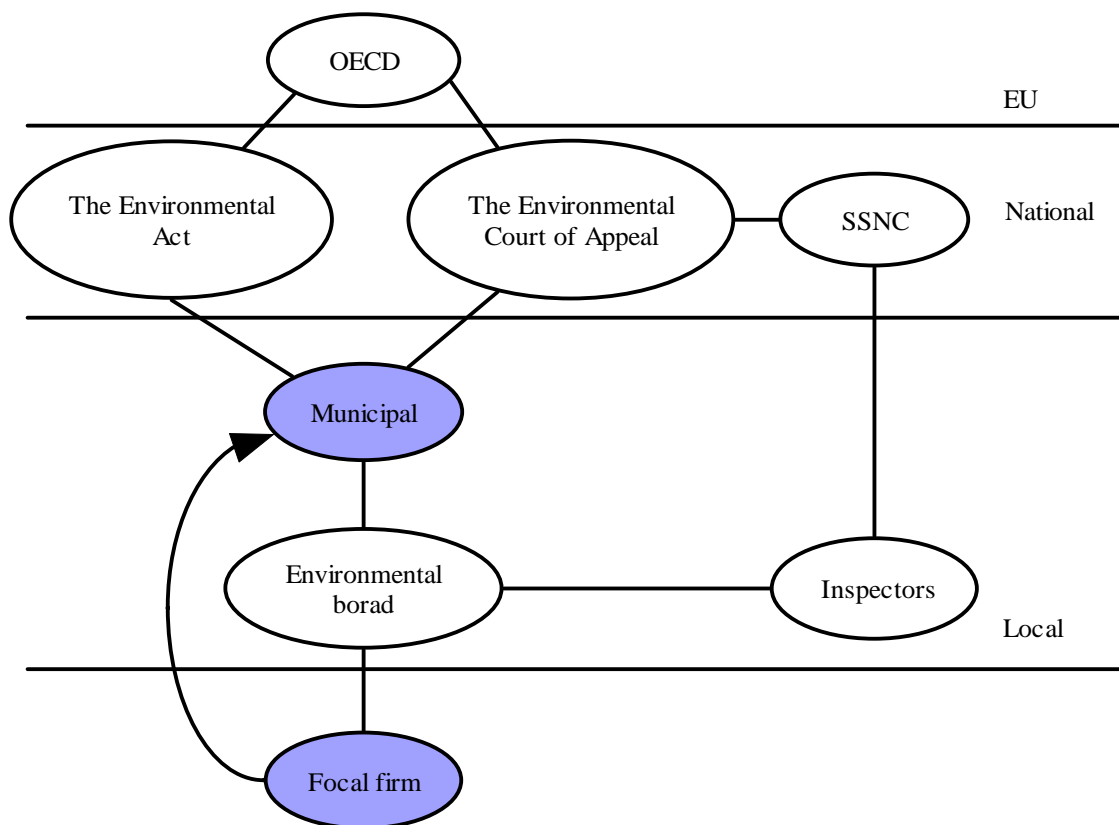 OECD
EU
The Environmental
Act
The Environmental
Court of Appeal
SSNC
National
Municipal
Environmental
borad
Inspectors
Local
Focal firm